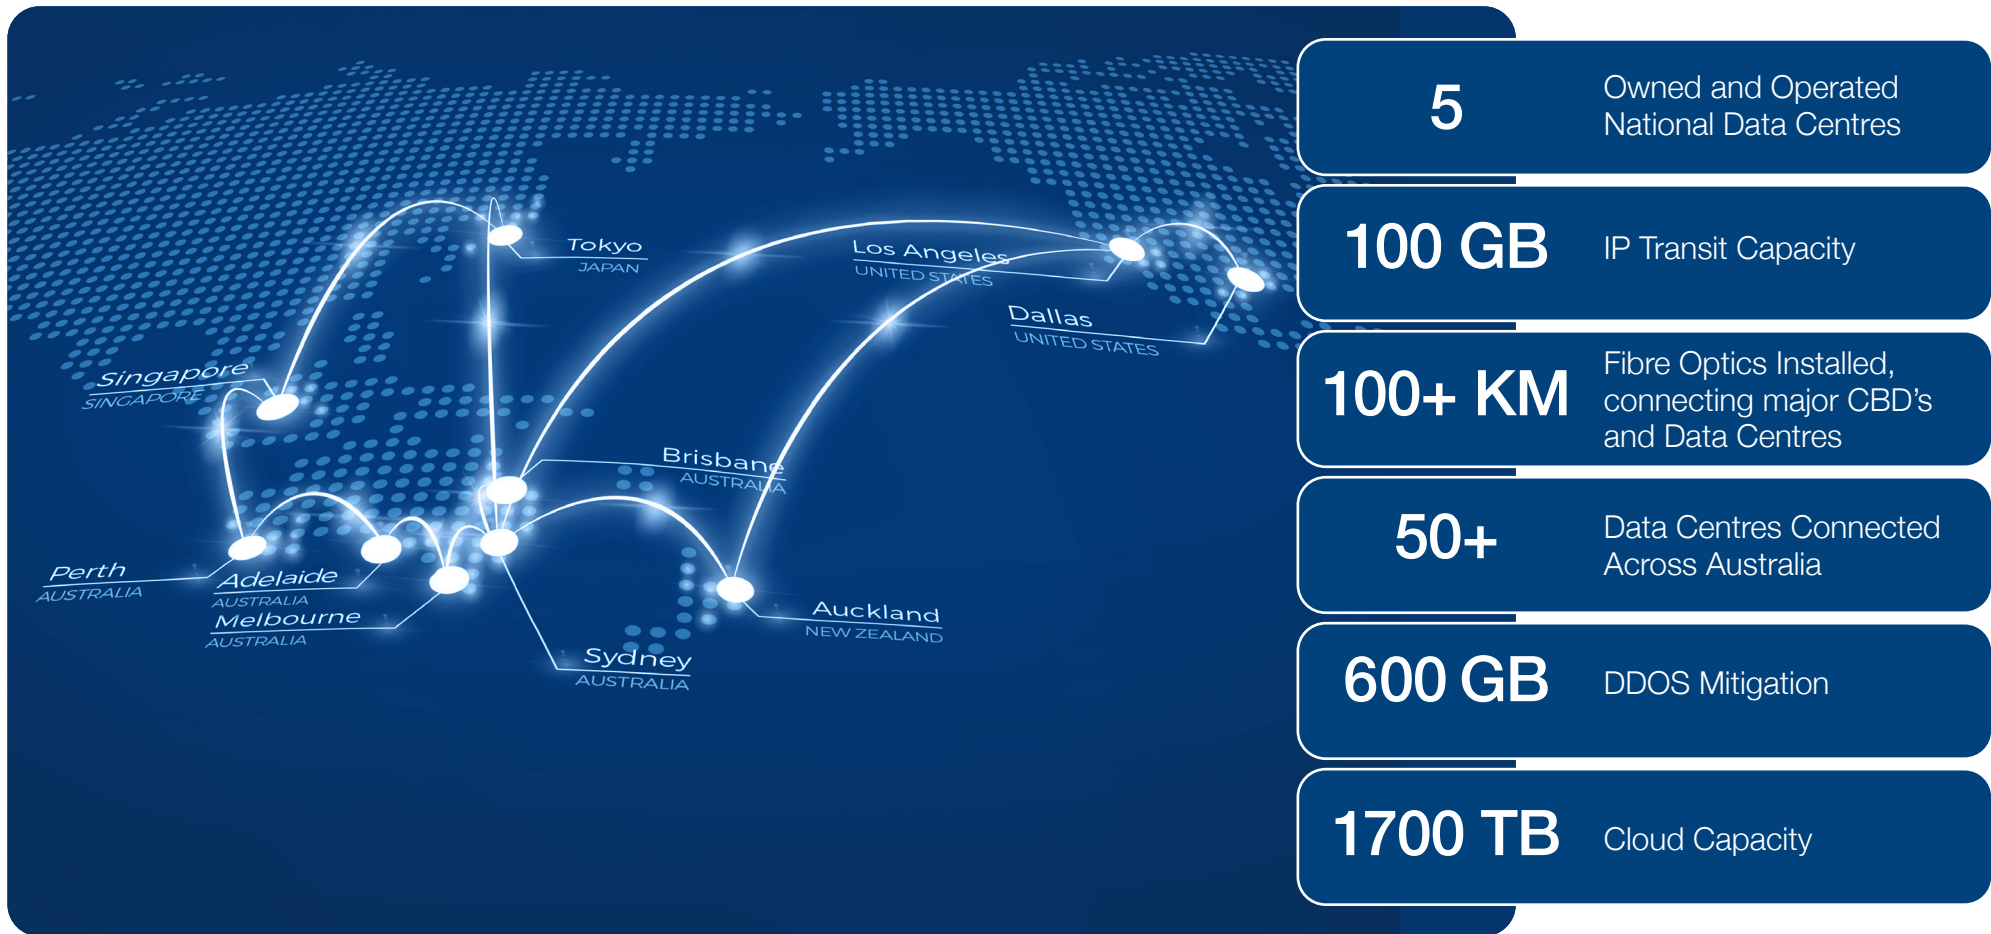 Tokyo
JAPAN
Los Angeles
UNITED STATES
Dallas
UNITED STATES
Singapore
SINGAPORE
Brisbane
AUSTRALIA
Perth
AUSTRALIA
Adelaide
AUSTRALIA
Melbourne
AUSTRALIA
Auckland
NEW ZEALAND
Sydney
AUSTRALIA
5
Owned and Operated
National Data Centres
100 GB
IP Transit Capacity
100+ KM
Fibre Optics Installed,
connecting major CBD’s
and Data Centres
50+
Data Centres Connected
Across Australia
600 GB
DDOS Mitigation
1700 TB
Cloud Capacity